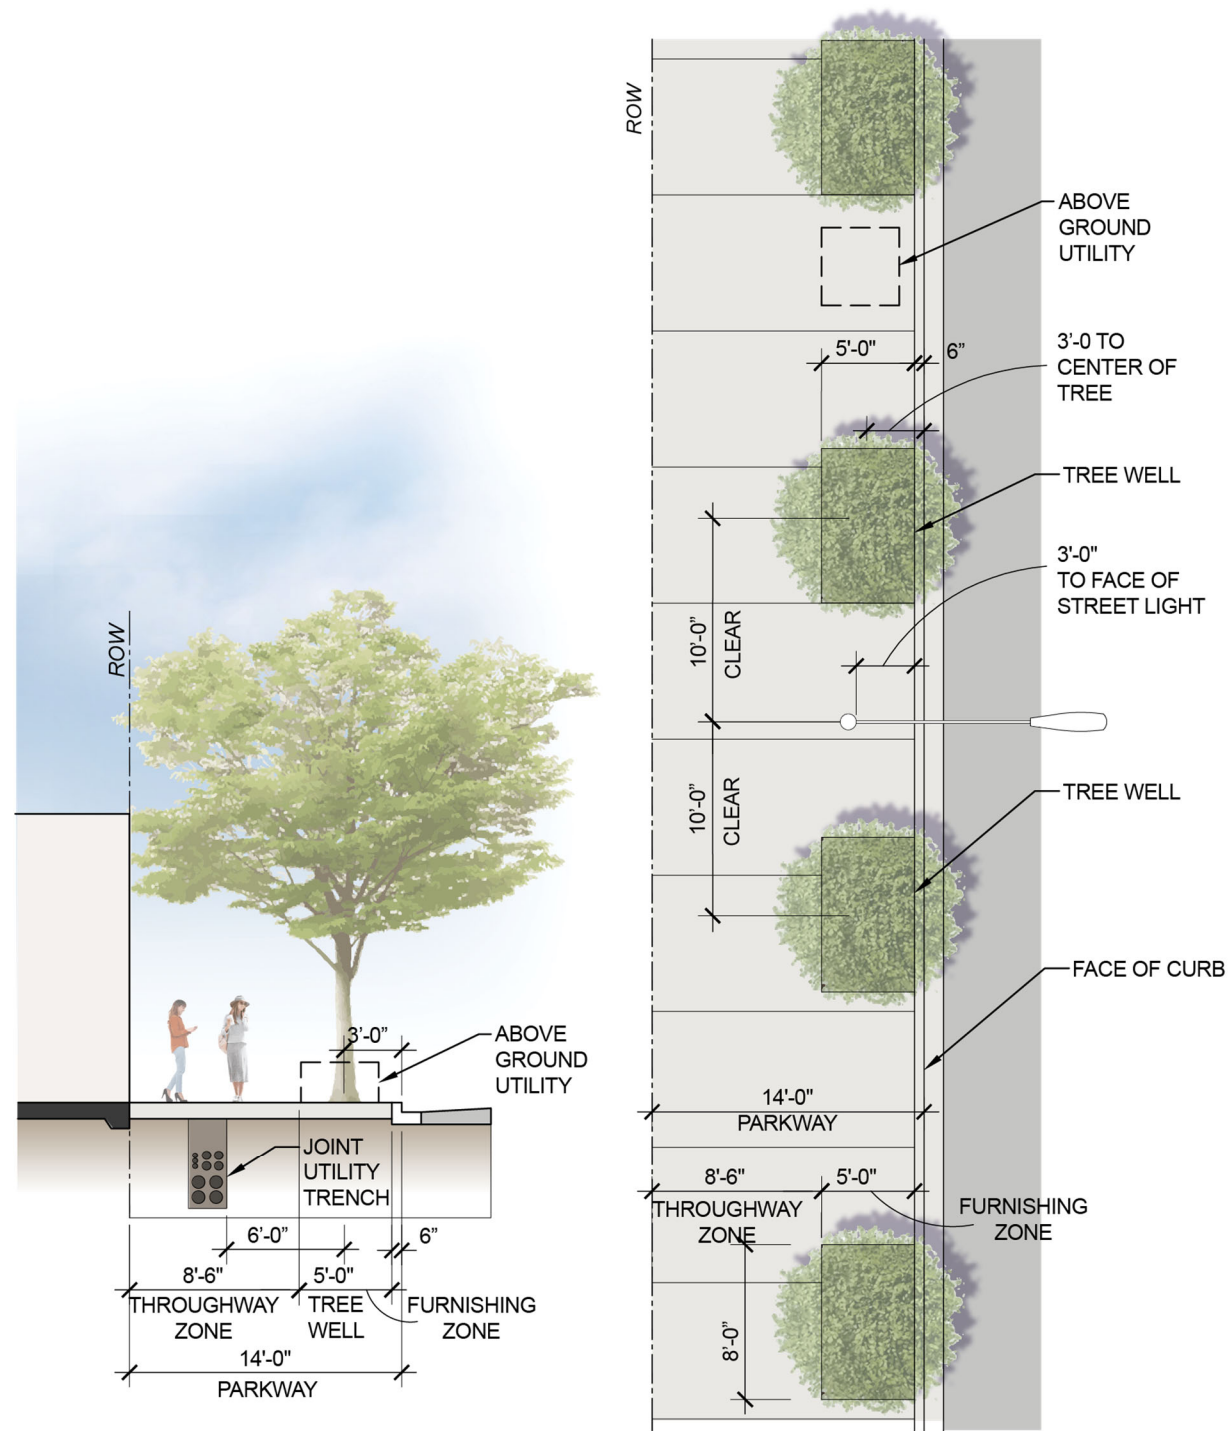 ROW
3'-0"
ABOVE
GROUND
UTILITY
JOINT
UTILITY
TRENCH
6'-0"
6"
8'-6"
5'-0"
THROUGHWAY
ZONE
TREE
WELL
FURNISHING
ZONE
14'-0"
PARKWAY
ROW
ABOVE
GROUND
UTILITY
5'-0"
6"
3'-0 TO
CENTER OF
TREE
TREE WELL
3'-0"
TO FACE OF
STREET LIGHT
10'-0"
CLEAR
10'-0"
CLEAR
TREE WELL
FACE OF CURB
14'-0"
PARKWAY
8'-6"
5'-0"
THROUGHWAY
ZONE
FURNISHING
ZONE
8'-0"